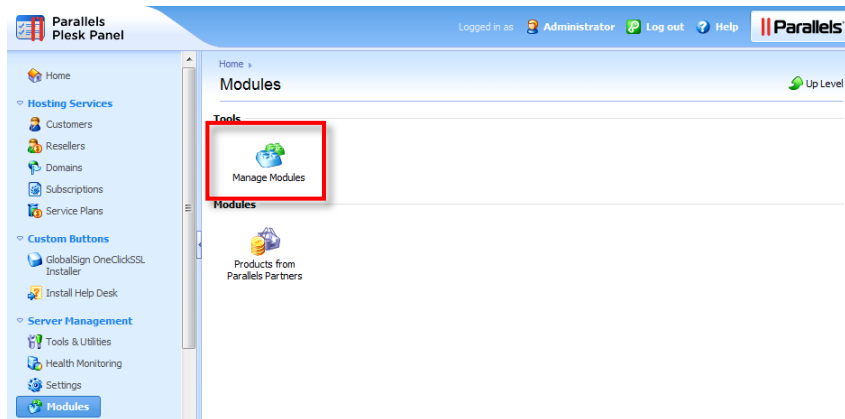 Parallels
Plesk Panel
Logged in as Administrator Log out Help
Parallels
Home
Hosting Services
Customers
Resellers
Domains
Subscriptions
Service Plans
Custom Buttons
GlobalSign OneClickSSL
Installer
Install Help Desk
Server Management
Tools & Utilities
Health Monitoring
Settings
Modules
Home
Modules
Up Level
Tools
Manage Modules
Modules
Products from
Parallels Partners